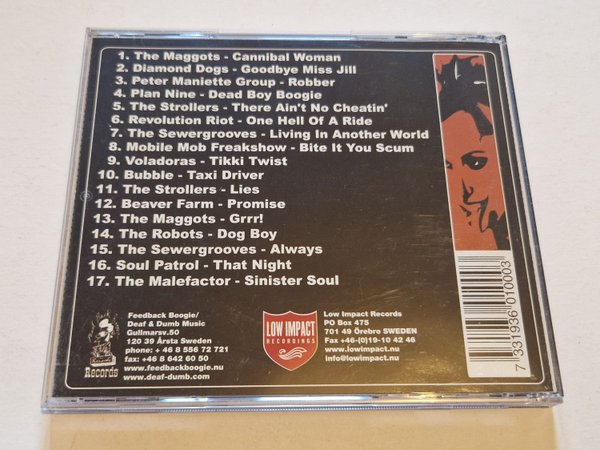 1. The Maggots - Cannibal Woman
2. Diamond Dogs - Goodbye Miss Jill
3. Peter Maniette Group - Robber
4. Plan Nine - Dead Boy Boogie
5. The Strollers - There Ain't No Cheatin'
6. Revolution Riot - One Hell Of A Ride
7. The Sewergrooves - Living In Another World
8. Mobile Mob Freakshow - Bite It You Scum
9. Voladoras - Tikki Twist
10. Bubble - Taxi Driver
11. The Strollers - Lies
12. Beaver Farm - Promise
13. The Maggots - Grrr!
14. The Robots - Dog Boy
15. The Sewergrooves - Always
16. Soul Patrol - That Night
17. The Malefactor - Sinister Soul
Records
Feedback Boogie/
Deaf & Dumb Music
Gullmarsv.50
120 39 Årsta Sweden
phone: + 46 8 556 72 721
fax: + 46 8 642 60 50
www.feedbackboogie.nu
www.deaf-dumb.com
LOW IMPACT
RECORDINGS
Low Impact Records
PO Box 475
701 49 Örebro SWEDEN
Fax +46-(0)19-10 42 46
www.lowimpact.nu
info@lowimpact.nu
7 331936 010003